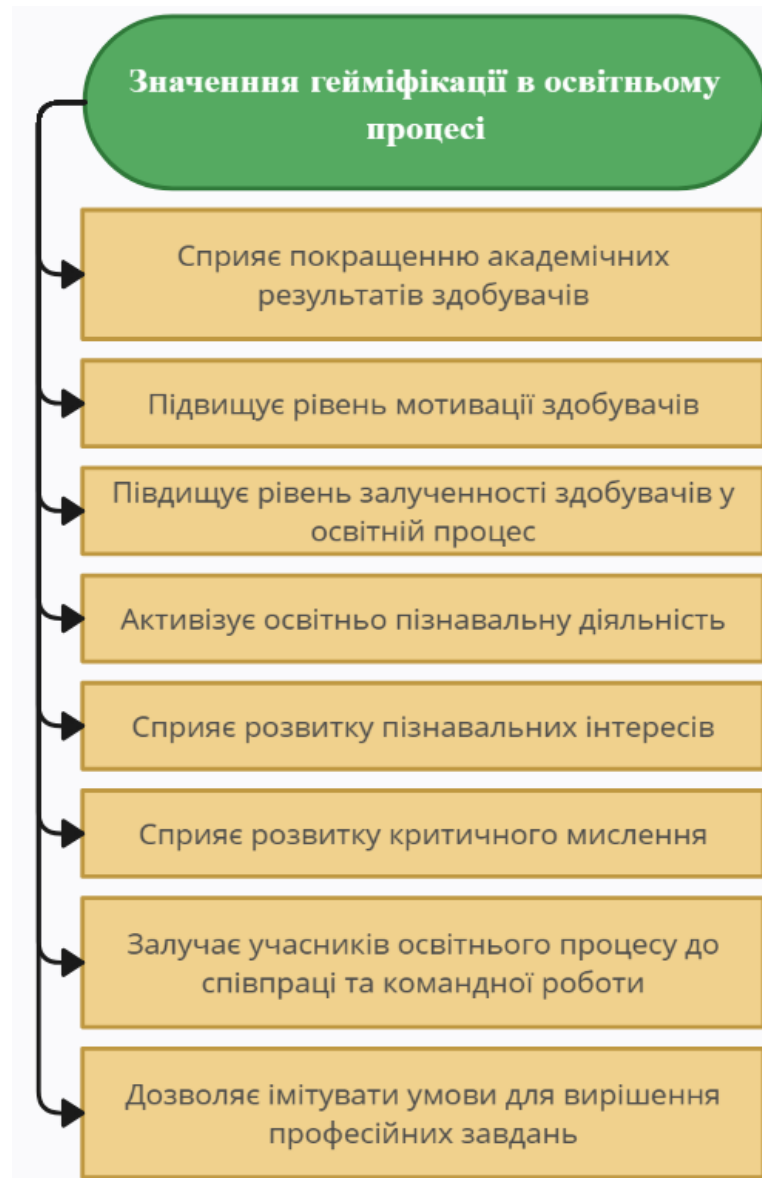 Значенння гейміфікації в освітньому
процесі
Сприяє покращенню академічних
результатів здобувачів
Підвищує рівень мотивації здобувачів
Півдищує рівень залученності здобувачів у
освітній процес
Активізує освітньо пізнавальну діяльність
Сприяє розвитку пізнавальних інтересів
Сприяє розвитку критичного мислення
Залучає учасників освітнього процесу до
співпраці та командної роботи
Дозволяє імітувати умови для вирішення
професійних завдань